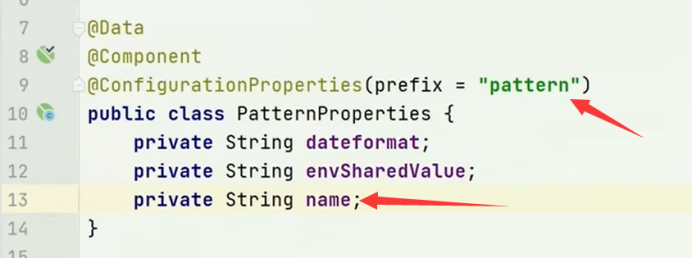 7 @Data
8 @Component
9 @ConfigurationProperties(prefix = "pattern")
10 public class PatternProperties {
11 private String dateformat;
12 private String envSharedValue;
13 private String name;
14 }